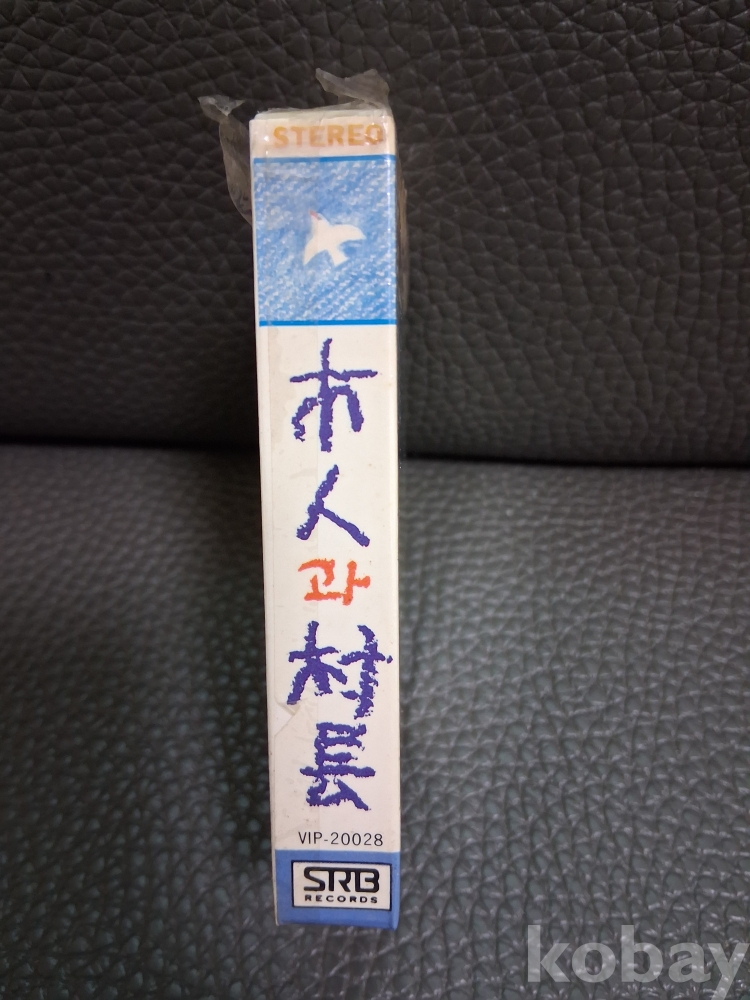 STEREO
市人
과
村長
VIP-20028
SRB
RECORDS
kobay